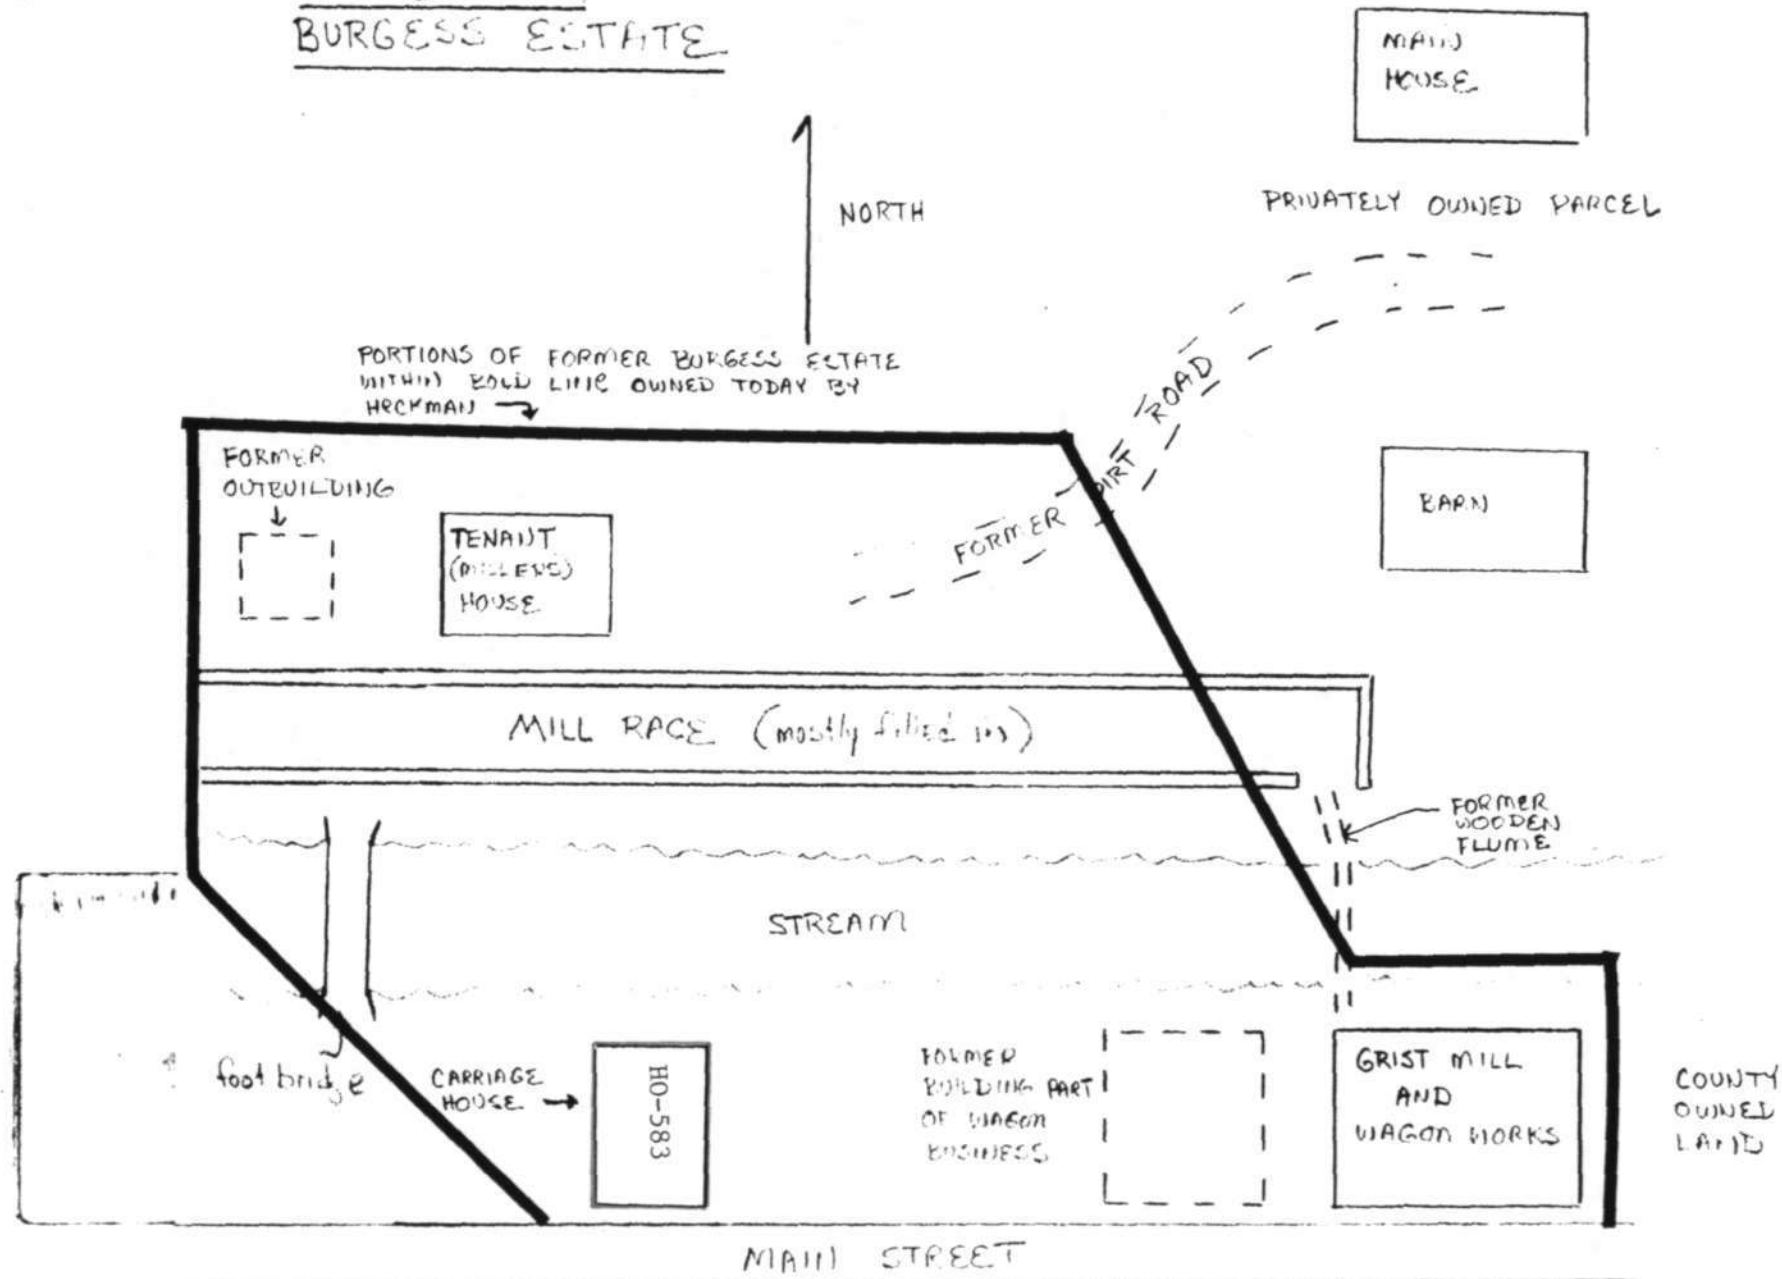 BURGESS ESTATE
MAIN
HOUSE
NORTH
PRIVATELY OWNED PARCEL
PORTIONS OF FORMER BURGESS ESTATE
WITHIN BOLD LINE OWNED TODAY BY
HECKMAN
FORMER DIRT ROAD
FORMER
OUTBUILDING
TENANT
HOUSE
BARN
MILL RACE (mostly filled in)
FORMER
WOODEN
FLUME
STREAM
foot bridge
CARRIAGE
HOUSE
HO-583
FORMER
BUILDING PART
OF WAGON
BUSINESS
GRIST MILL
AND
WAGON WORKS
COUNTY
OWNED
LAND
MAIN STREET